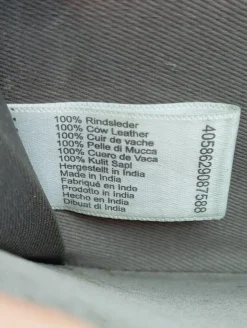 100% Rindsleder
100% Cow Leather
100% Cuir de vache
100% Pelle di Mucca
100% Cuero de Vaca
100% Kulit Sapi
Hergestellt in India
Made in India
Fabriqué en Inde
Prodotto in India
Hecho en India
Dibuat di India
4058629087588